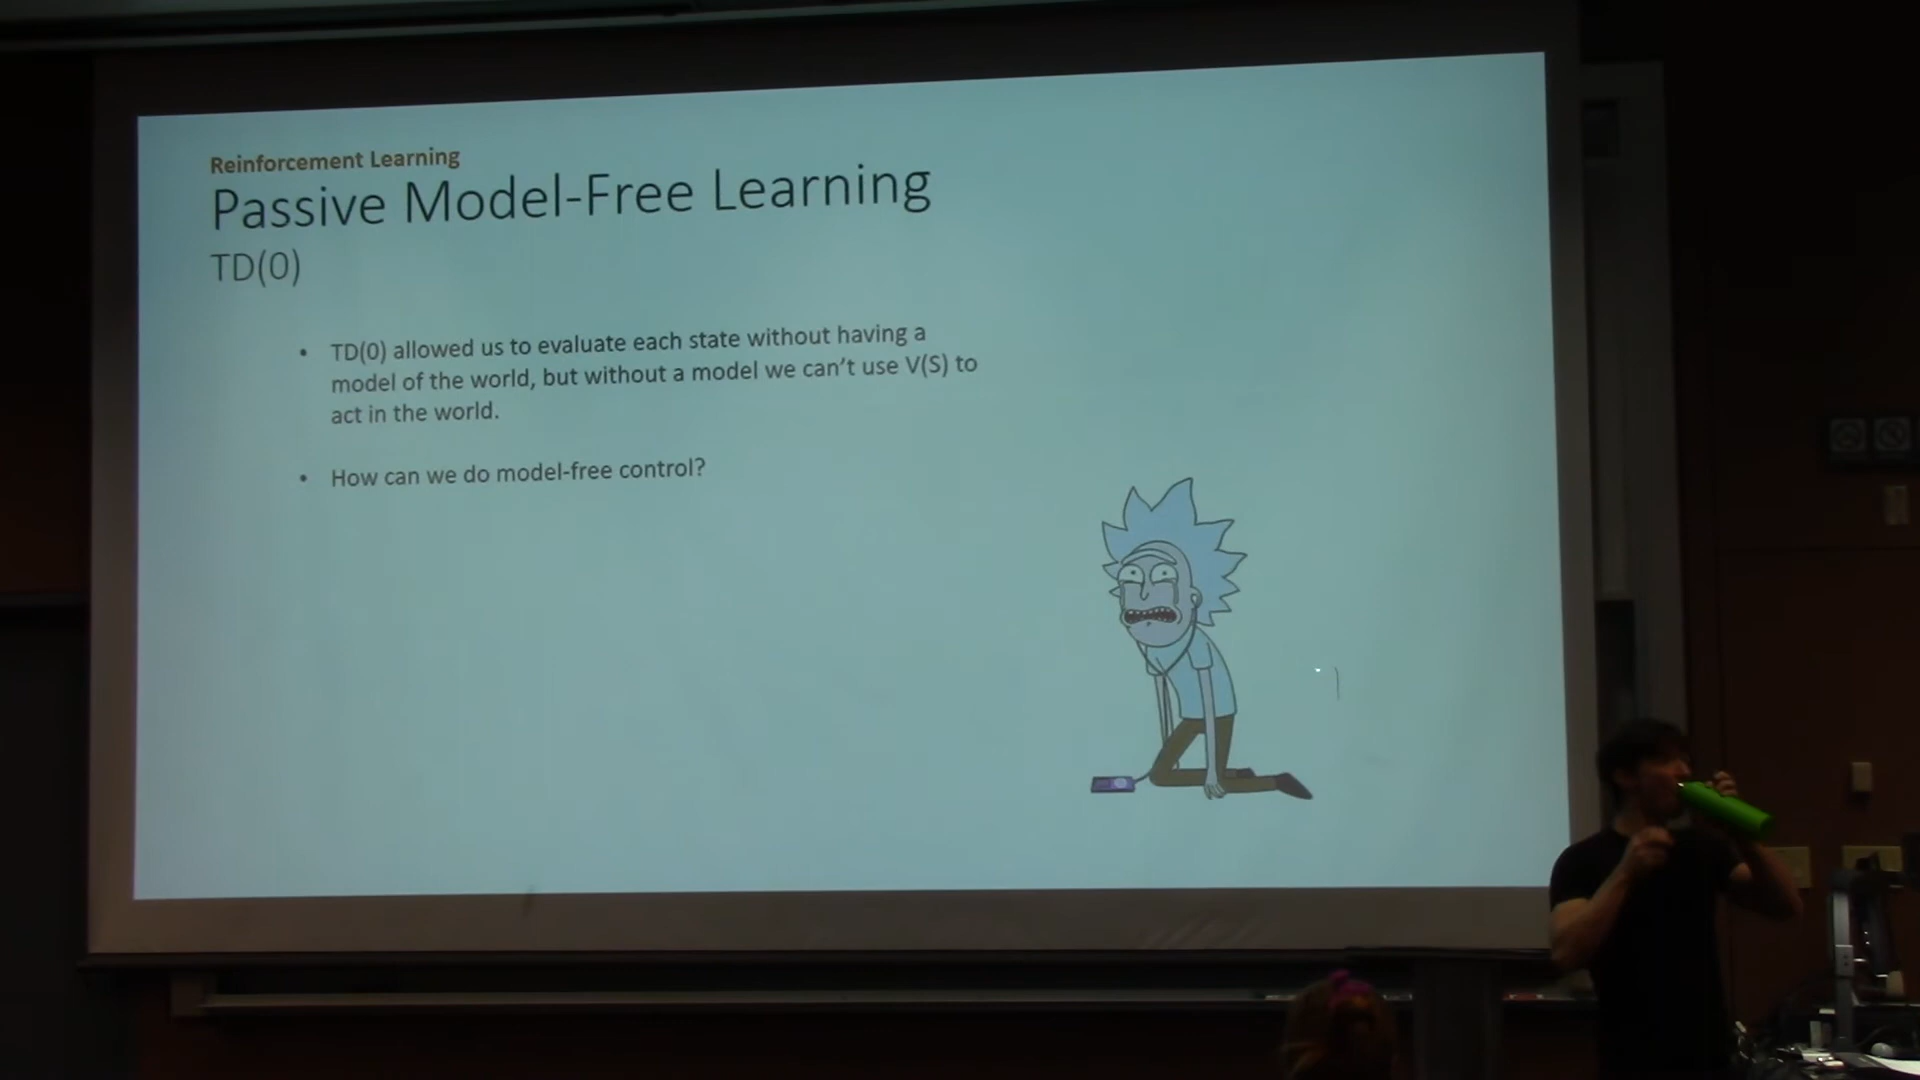 Reinforcement Learning
Passive Model-Free Learning
TD(0)
• TD(0) allowed us to evaluate each state without having a
model of the world, but without a model we can't use V(S) to
act in the world.
• How can we do model-free control?